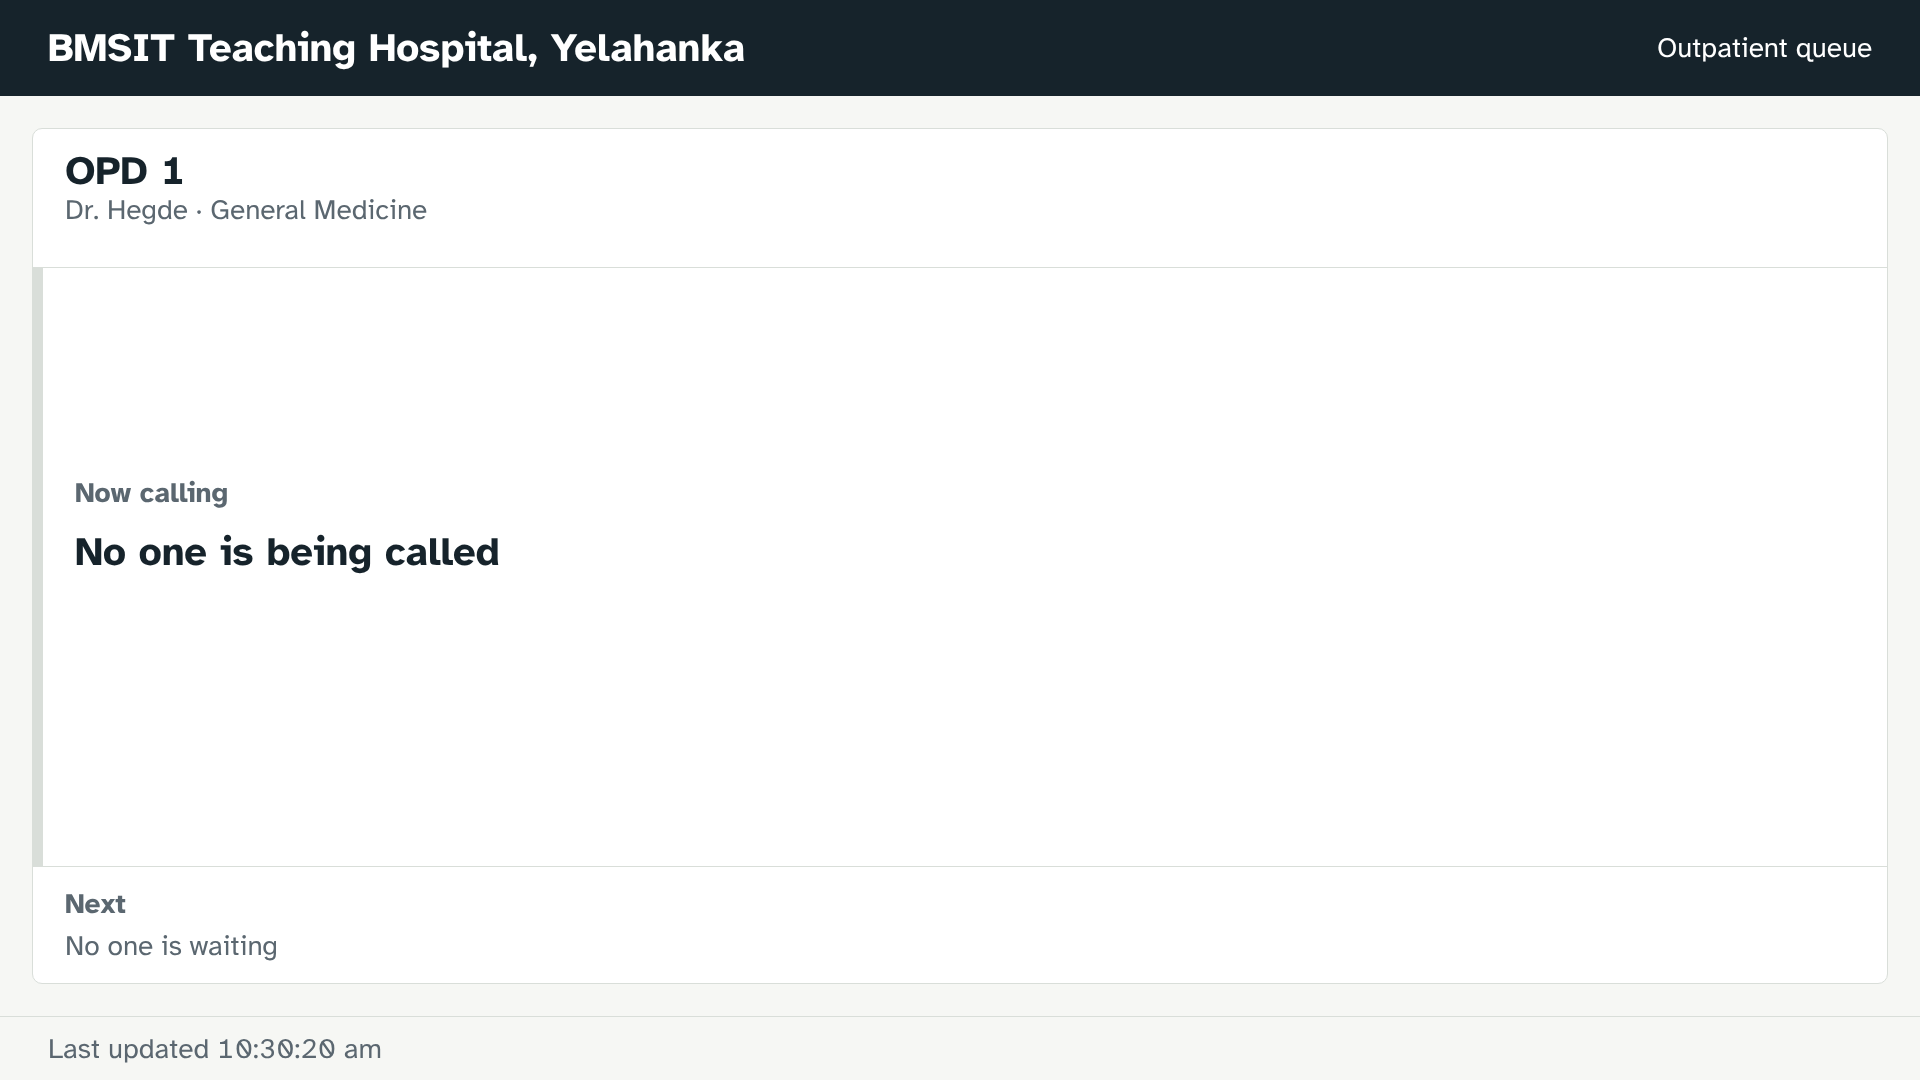 BMSIT Teaching Hospital, Yelahanka
Outpatient queue
OPD 1
Dr. Hegde · General Medicine
Now calling
No one is being called
Next
No one is waiting
Last updated 10:30:20 am